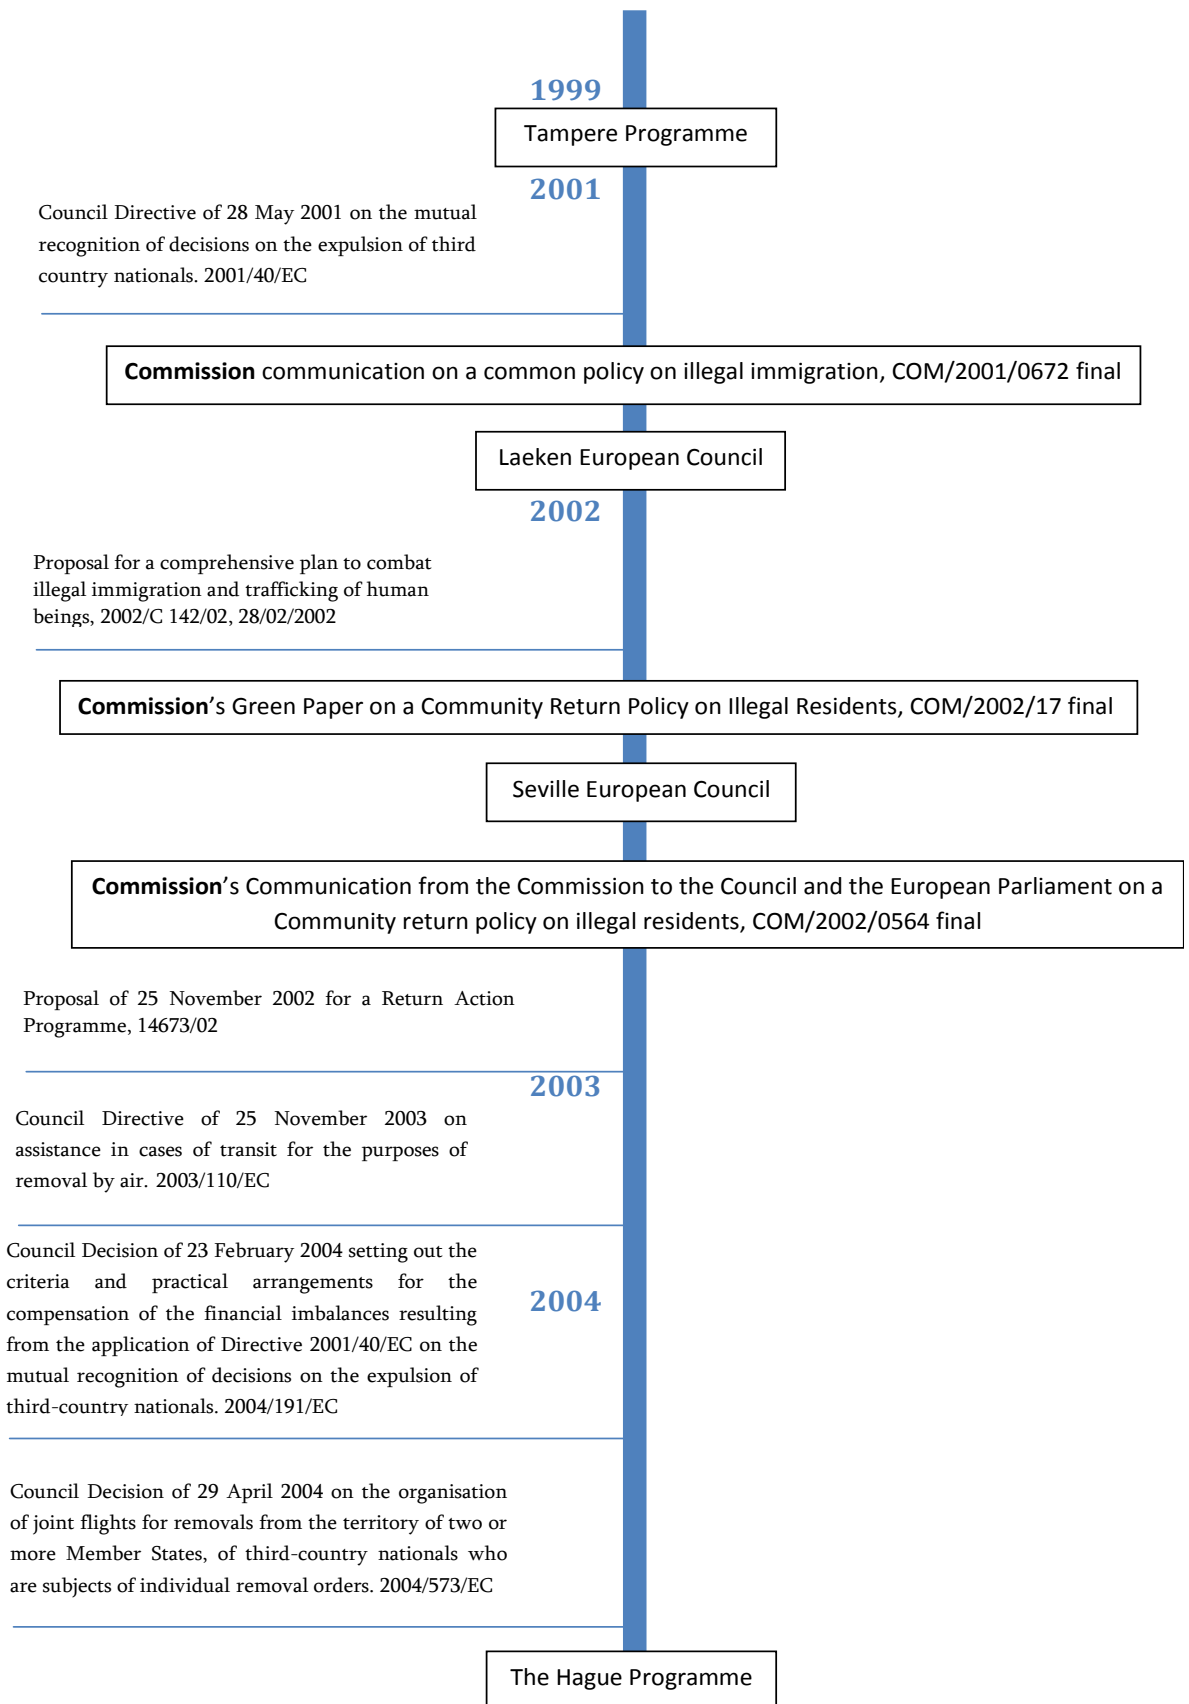 1999
Tampere Programme
2001
Council Directive of 28 May 2001 on the mutual
recognition of decisions on the expulsion of third
country nationals. 2001/40/EC
Commission communication on a common policy on illegal immigration, COM/2001/0672 final
Laeken European Council
2002
Proposal for a comprehensive plan to combat
illegal immigration and trafficking of human
beings, 2002/C 142/02, 28/02/2002
Commission's Green Paper on a Community Return Policy on Illegal Residents, COM/2002/17 final
Seville European Council
Commission's Communication from the Commission to the Council and the European Parliament on a
Community return policy on illegal residents, COM/2002/0564 final
Proposal of 25 November 2002 for a Return Action
Programme, 14673/02
2003
Council Directive of 25 November 2003 on
assistance in cases of transit for the purposes of
removal by air. 2003/110/EC
Council Decision of 23 February 2004 setting out the
criteria and practical arrangements for the
compensation of the financial imbalances resulting
from the application of Directive 2001/40/EC on the
mutual recognition of decisions on the expulsion of
third-country nationals. 2004/191/EC
2004
Council Decision of 29 April 2004 on the organisation
of joint flights for removals from the territory of two or
more Member States, of third-country nationals who
are subjects of individual removal orders. 2004/573/EC
The Hague Programme